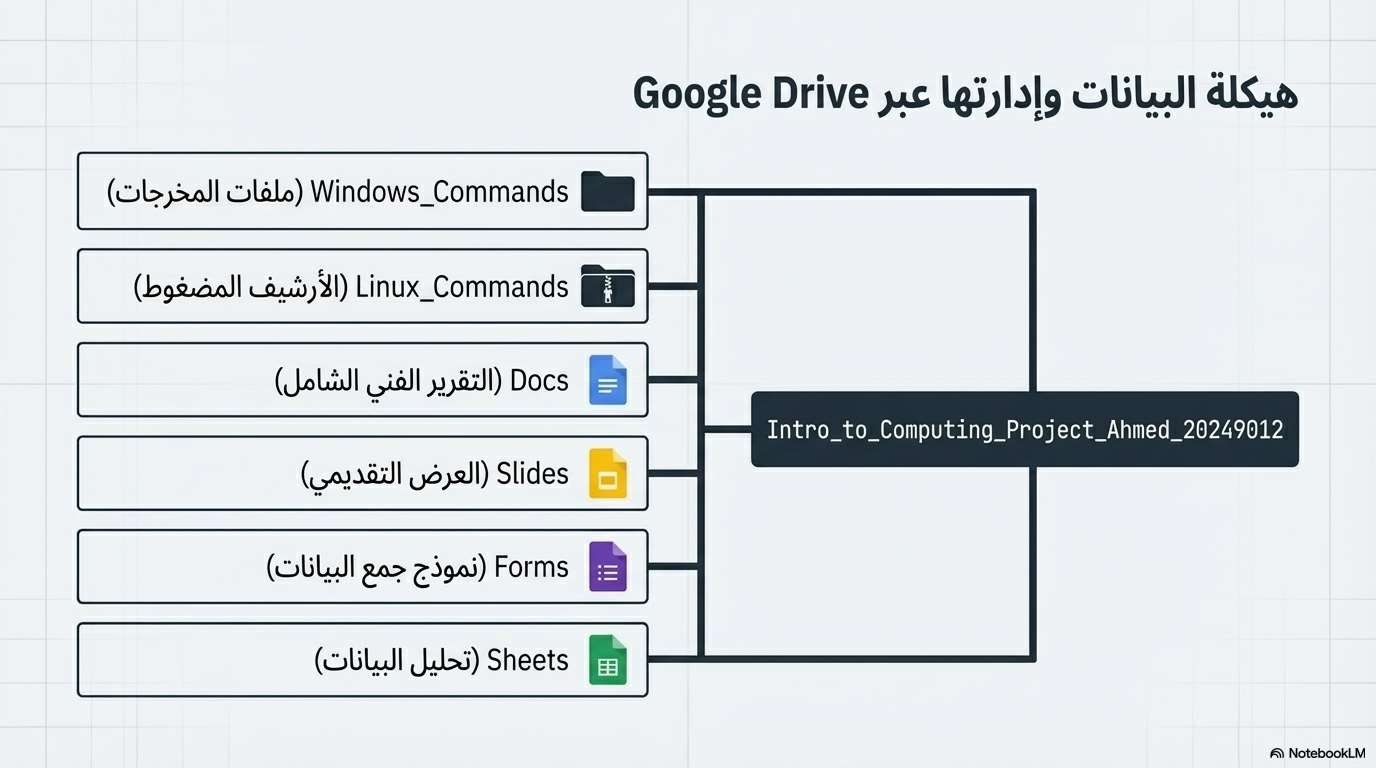 هيكلة البيانات وإدارتها عبر Google Drive
Windows_Commands (ملفات المخرجات)
Linux_Commands (الأرشيف المضغوط)
Docs (التقرير الفني الشامل)
Slides (العرض التقديمي)
Forms (نموذج جمع البيانات)
Sheets (تحليل البيانات)
Intro_to_Computing_Project_Ahmed_20249012
NotebookLM